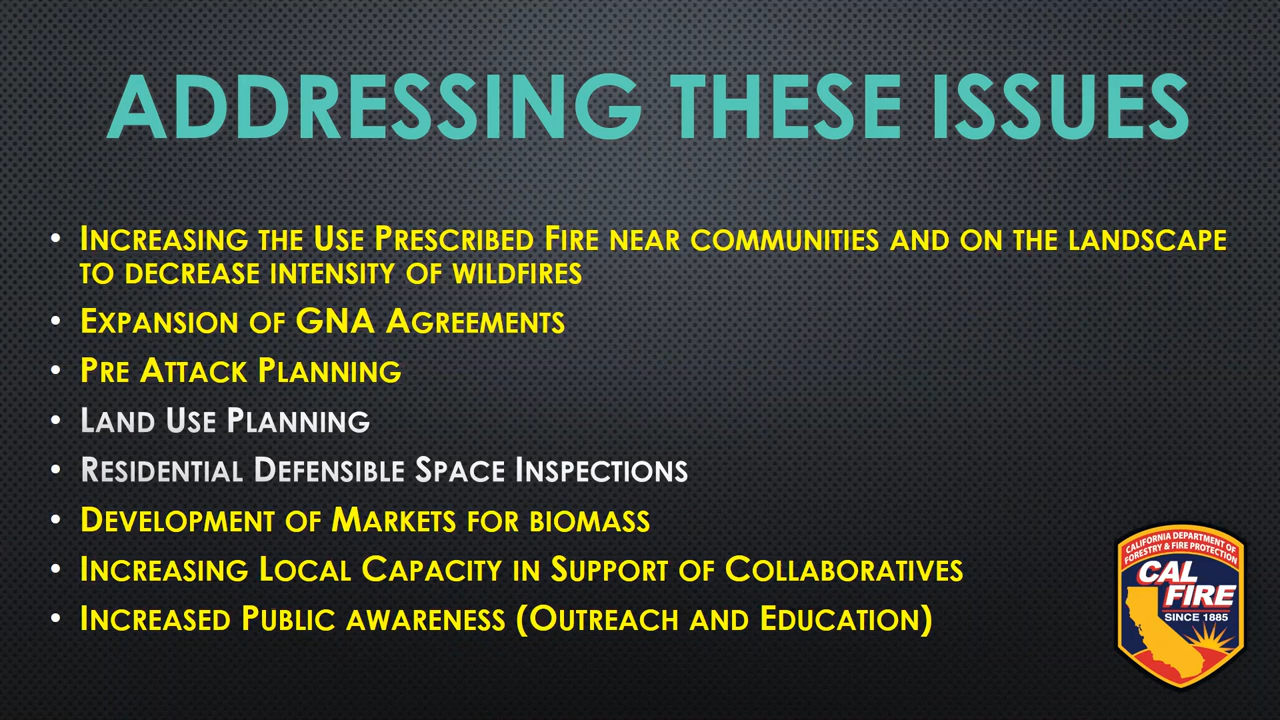 ADDRESSING THESE ISSUES
• INCREASING THE USE PRESCRIBED FIRE NEAR COMMUNITIES AND ON THE LANDSCAPE
TO DECREASE INTENSITY OF WILDFIRES
• EXPANSION OF GNA AGREEMENTS
• PRE ATTACK PLANNING
• LAND USE PLANNING
• RESIDENTIAL DEFENSIBLE SPACE INSPECTIONS
• DEVELOPMENT OF MARKETS FOR BIOMASS
• INCREASING LOCAL CAPACITY IN SUPPORT OF COLLABORATIVES
• INCREASED PUBLIC AWARENESS (OUTREACH AND EDUCATION)
CALIFORNIA DEPARTMENT OF
FORESTRY & FIRE PROTECTION
CAL
FIRE
SINCE 1885